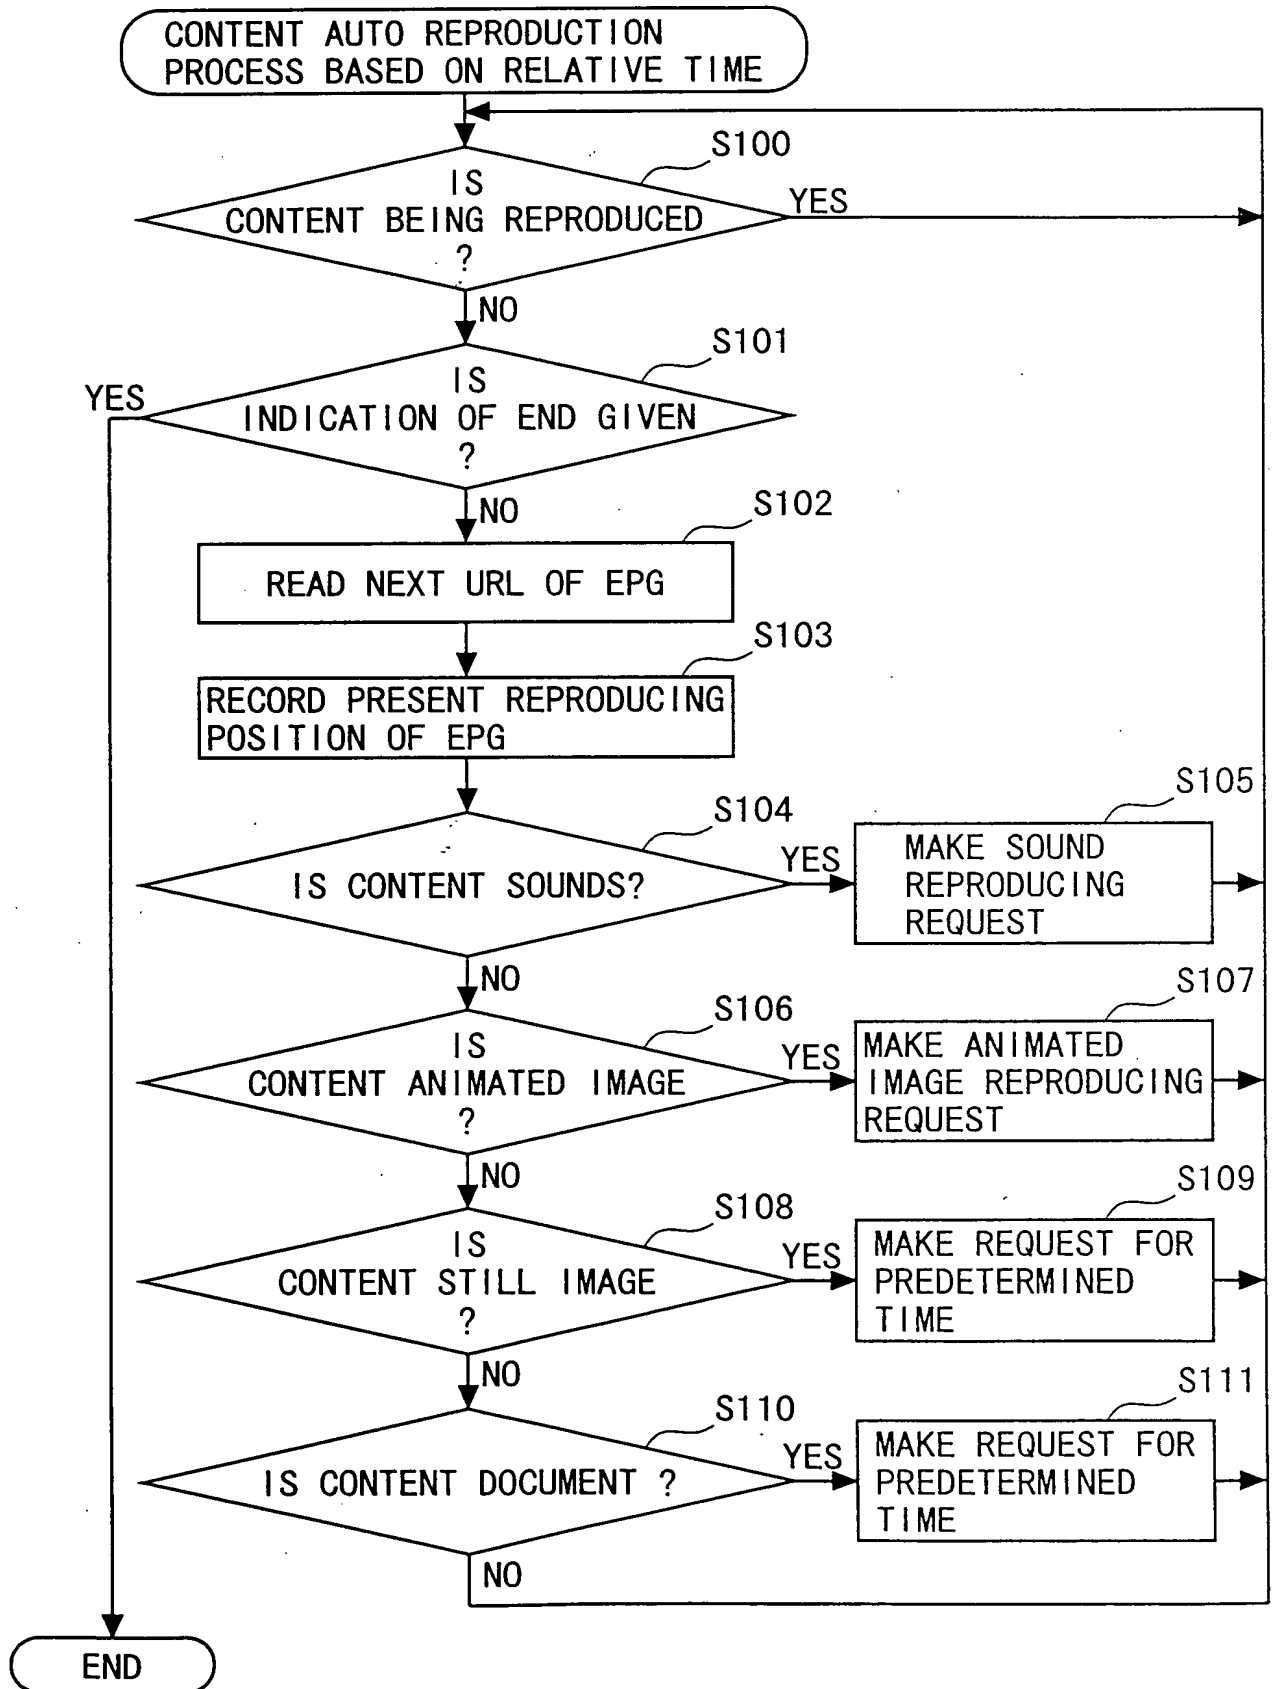 CONTENT AUTO REPRODUCTION
PROCESS BASED ON RELATIVE TIME
S100
IS
CONTENT BEING REPRODUCED
?
YES
NO
S101
IS
INDICATION OF END GIVEN
?
YES
NO
S102
READ NEXT URL OF EPG
S103
RECORD PRESENT REPRODUCING
POSITION OF EPG
S104
IS CONTENT SOUNDS?
YES
S105
MAKE SOUND
REPRODUCING
REQUEST
NO
S106
IS
CONTENT ANIMATED IMAGE
?
YES
S107
MAKE ANIMATED
IMAGE REPRODUCING
REQUEST
NO
S108
IS
CONTENT STILL IMAGE
?
YES
S109
MAKE REQUEST FOR
PREDETERMINED
TIME
NO
S110
IS CONTENT DOCUMENT ?
YES
S111
MAKE REQUEST FOR
PREDETERMINED
TIME
NO
END